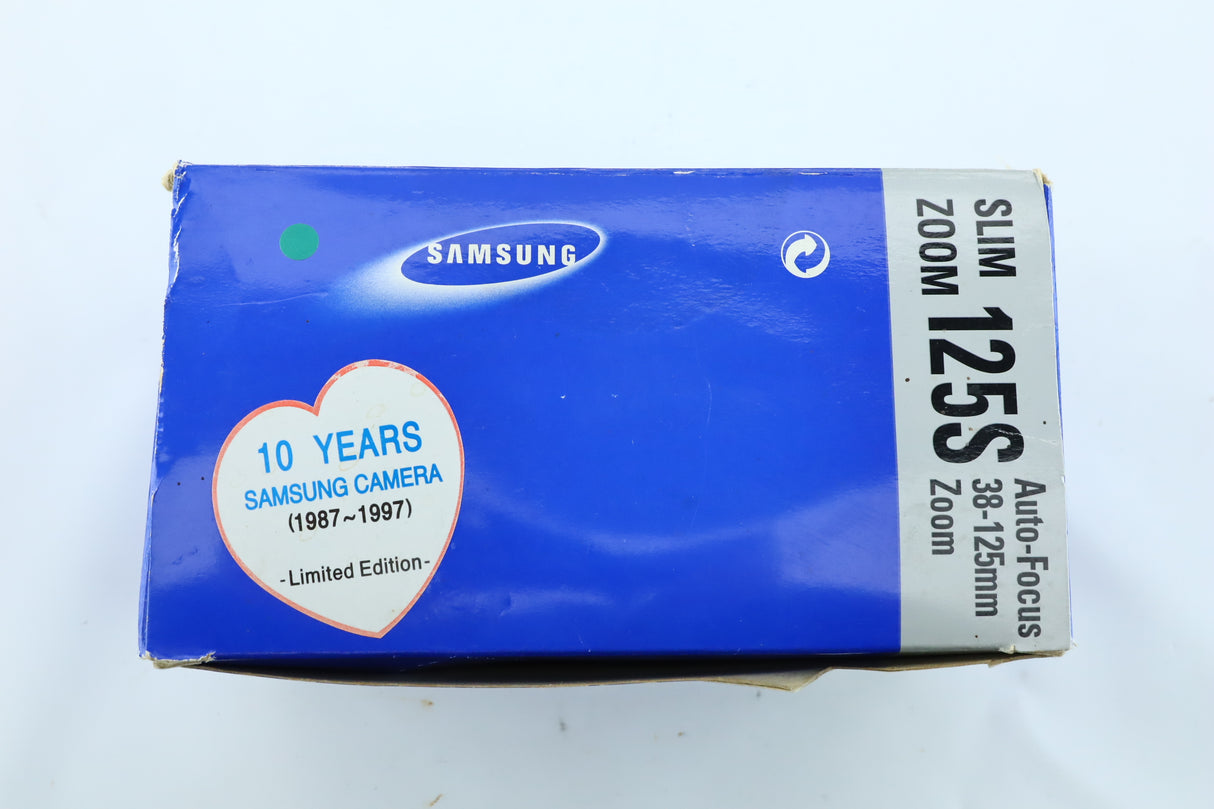 SAMSUNG
10 YEARS
SAMSUNG CAMERA
(1987~1997)
-Limited Edition-
SLIM
ZOOM 125S
Auto-Focus
38-125mm
Zoom